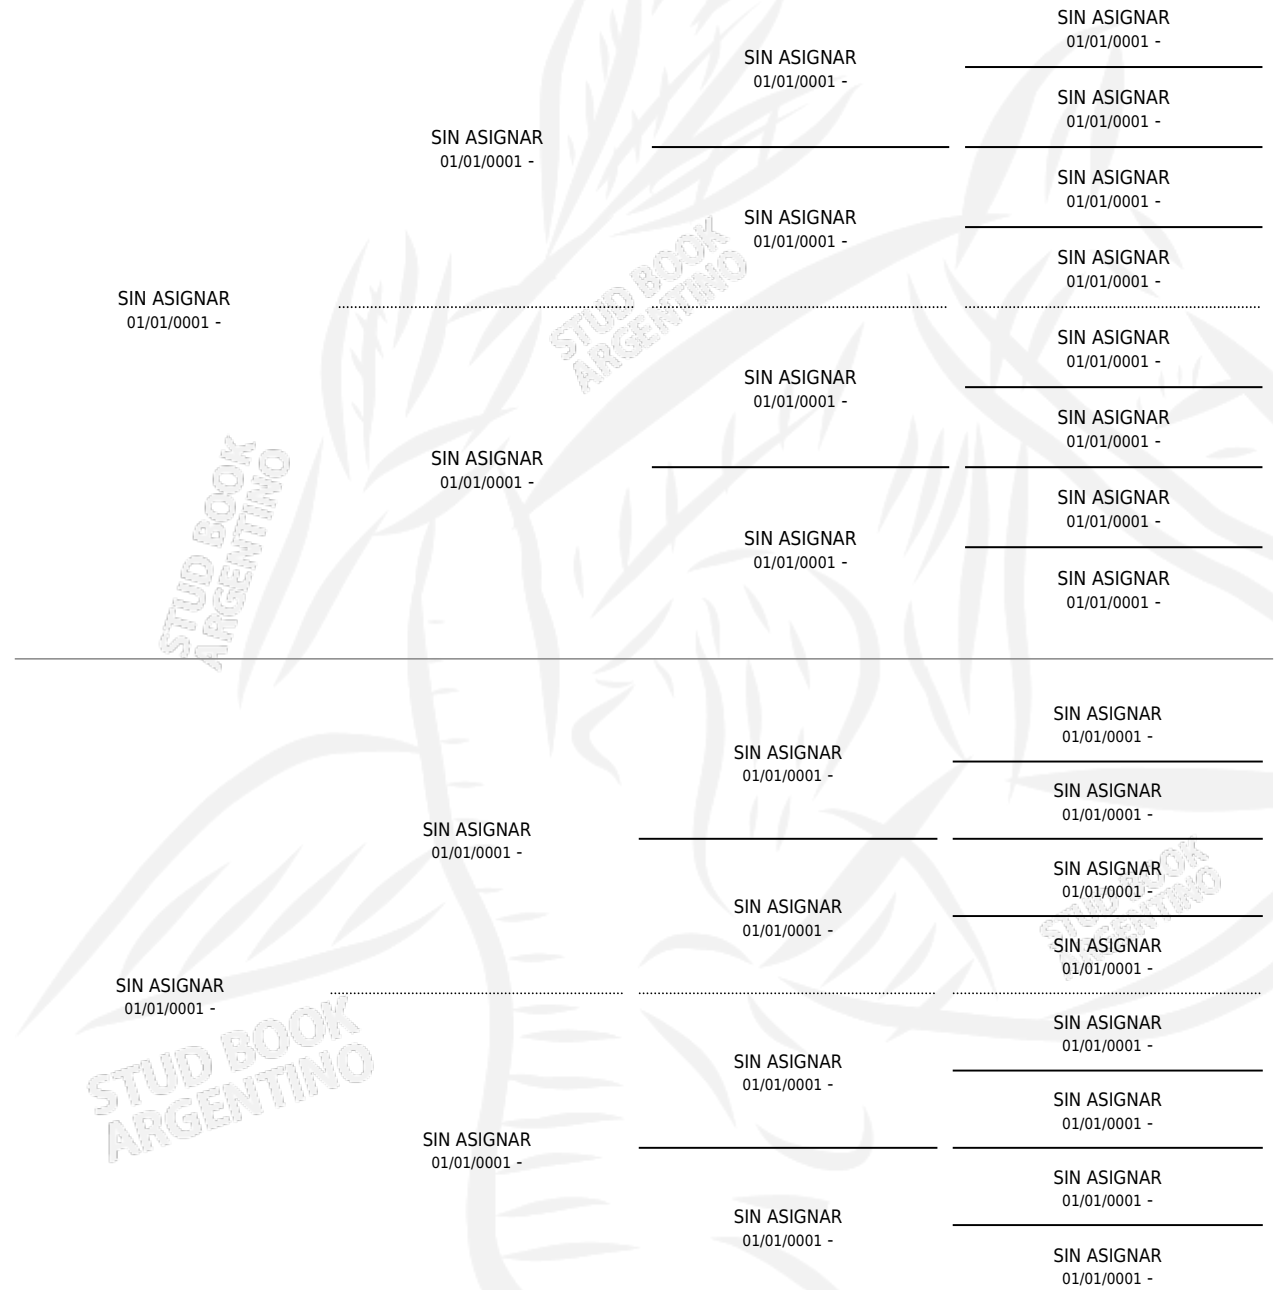 SIN ASIGNAR
01/01/0001 -
SIN ASIGNAR
01/01/0001 -
SIN ASIGNAR
01/01/0001 -
SIN ASIGNAR
01/01/0001 -
SIN ASIGNAR
01/01/0001 -
SIN ASIGNAR
01/01/0001 -
SIN ASIGNAR
01/01/0001 -
SIN ASIGNAR
01/01/0001 -
SIN ASIGNAR
01/01/0001 -
SIN ASIGNAR
01/01/0001 -
SIN ASIGNAR
01/01/0001 -
SIN ASIGNAR
01/01/0001 -
SIN ASIGNAR
01/01/0001 -
SIN ASIGNAR
01/01/0001 -
SIN ASIGNAR
01/01/0001 -
STUD BOOK
ARGENTINO
STUD BOOK
ARGENTINO
SIN ASIGNAR
01/01/0001 -
SIN ASIGNAR
01/01/0001 -
SIN ASIGNAR
01/01/0001 -
SIN ASIGNAR
01/01/0001 -
SIN ASIGNAR
01/01/0001 -
SIN ASIGNAR
01/01/0001 -
SIN ASIGNAR
01/01/0001 -
SIN ASIGNAR
01/01/0001 -
SIN ASIGNAR
01/01/0001 -
SIN ASIGNAR
01/01/0001 -
SIN ASIGNAR
01/01/0001 -
SIN ASIGNAR
01/01/0001 -
SIN ASIGNAR
01/01/0001 -
SIN ASIGNAR
01/01/0001 -
SIN ASIGNAR
01/01/0001 -
STUD BOOK
ARGENTINO
STUD BOOK
ARGENTINO